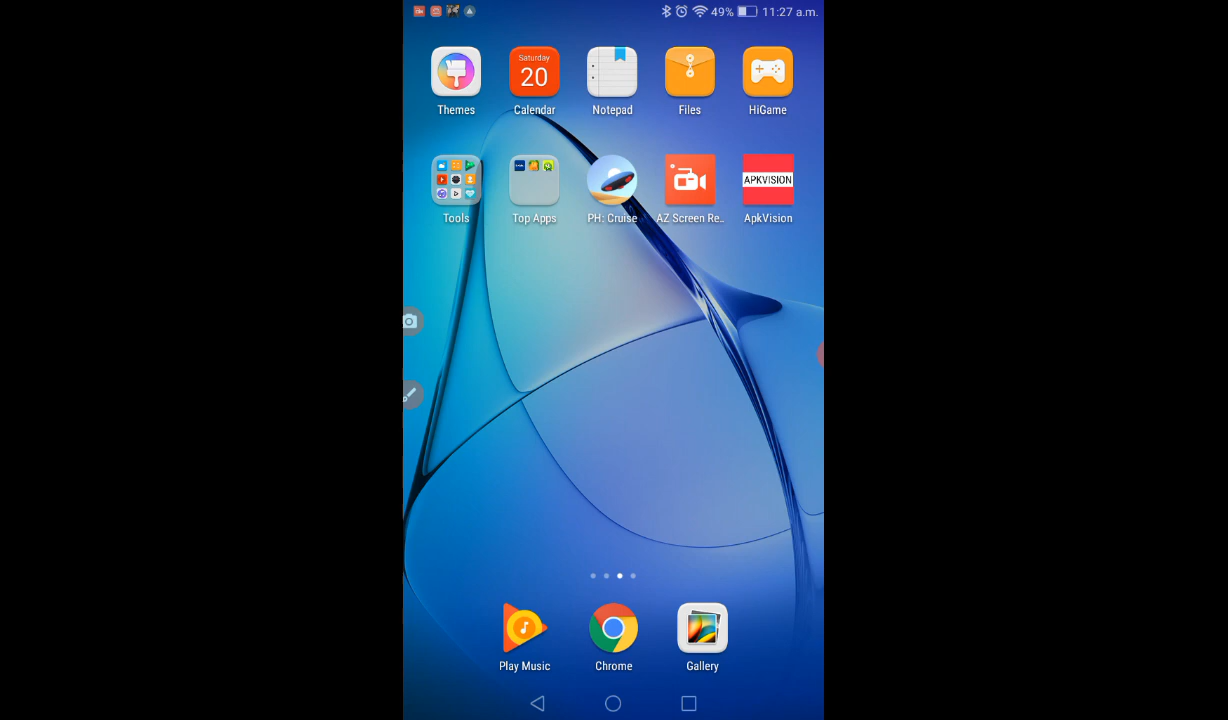 49% 11:27 a.m.
Saturday
20
Themes Calendar Notepad Files HiGame
APKVISION
Tools Top Apps PH: Cruise AZ Screen Re.. ApkVision
Play Music Chrome Gallery